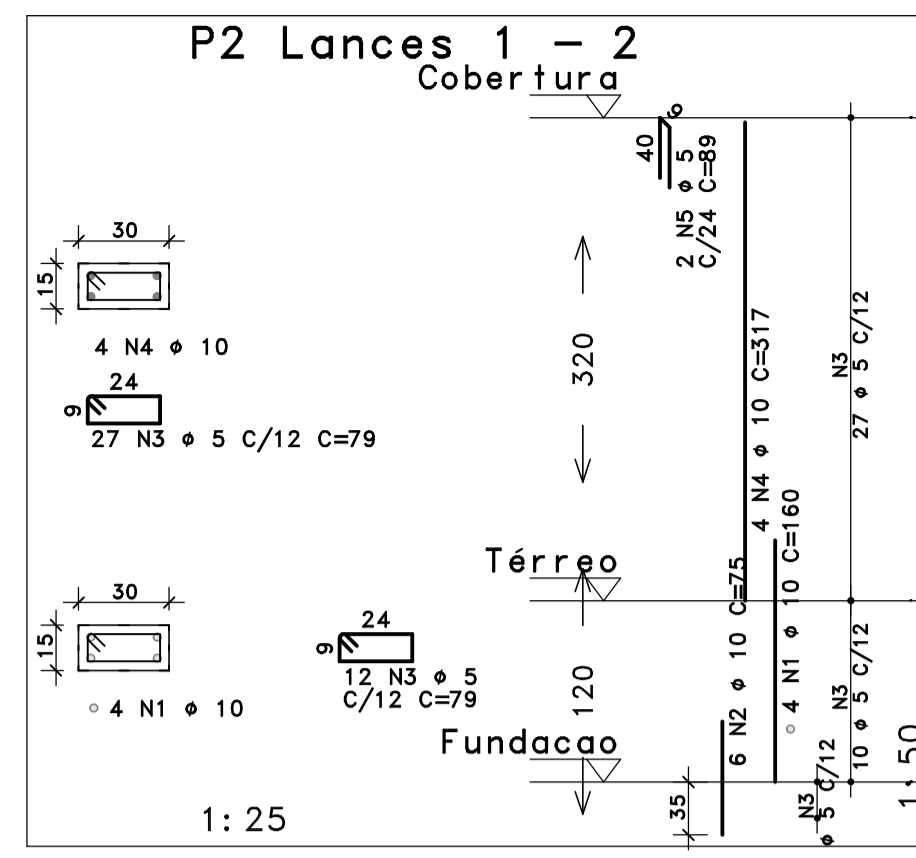 P2 Lances 1 - 2
Cobertura
40
6
2 N5 ø 5
C/24 C=89
30
15
4 N4 ø 10
24
9
27 N3 ø 5 C/12 C=79
320
4 N4 ø 10 C=317
N3
27 ø 5 C/12
Térreo
30
15
4 N1 ø 10
24
9
12 N3 ø 5
C/12 C=79
120
6 N2 ø 10 C=75
4 N1 ø 10 C=160
N3
10 ø 5 C/12
Fundacao
35
N3
ø 5 C/12
1,50
1:25